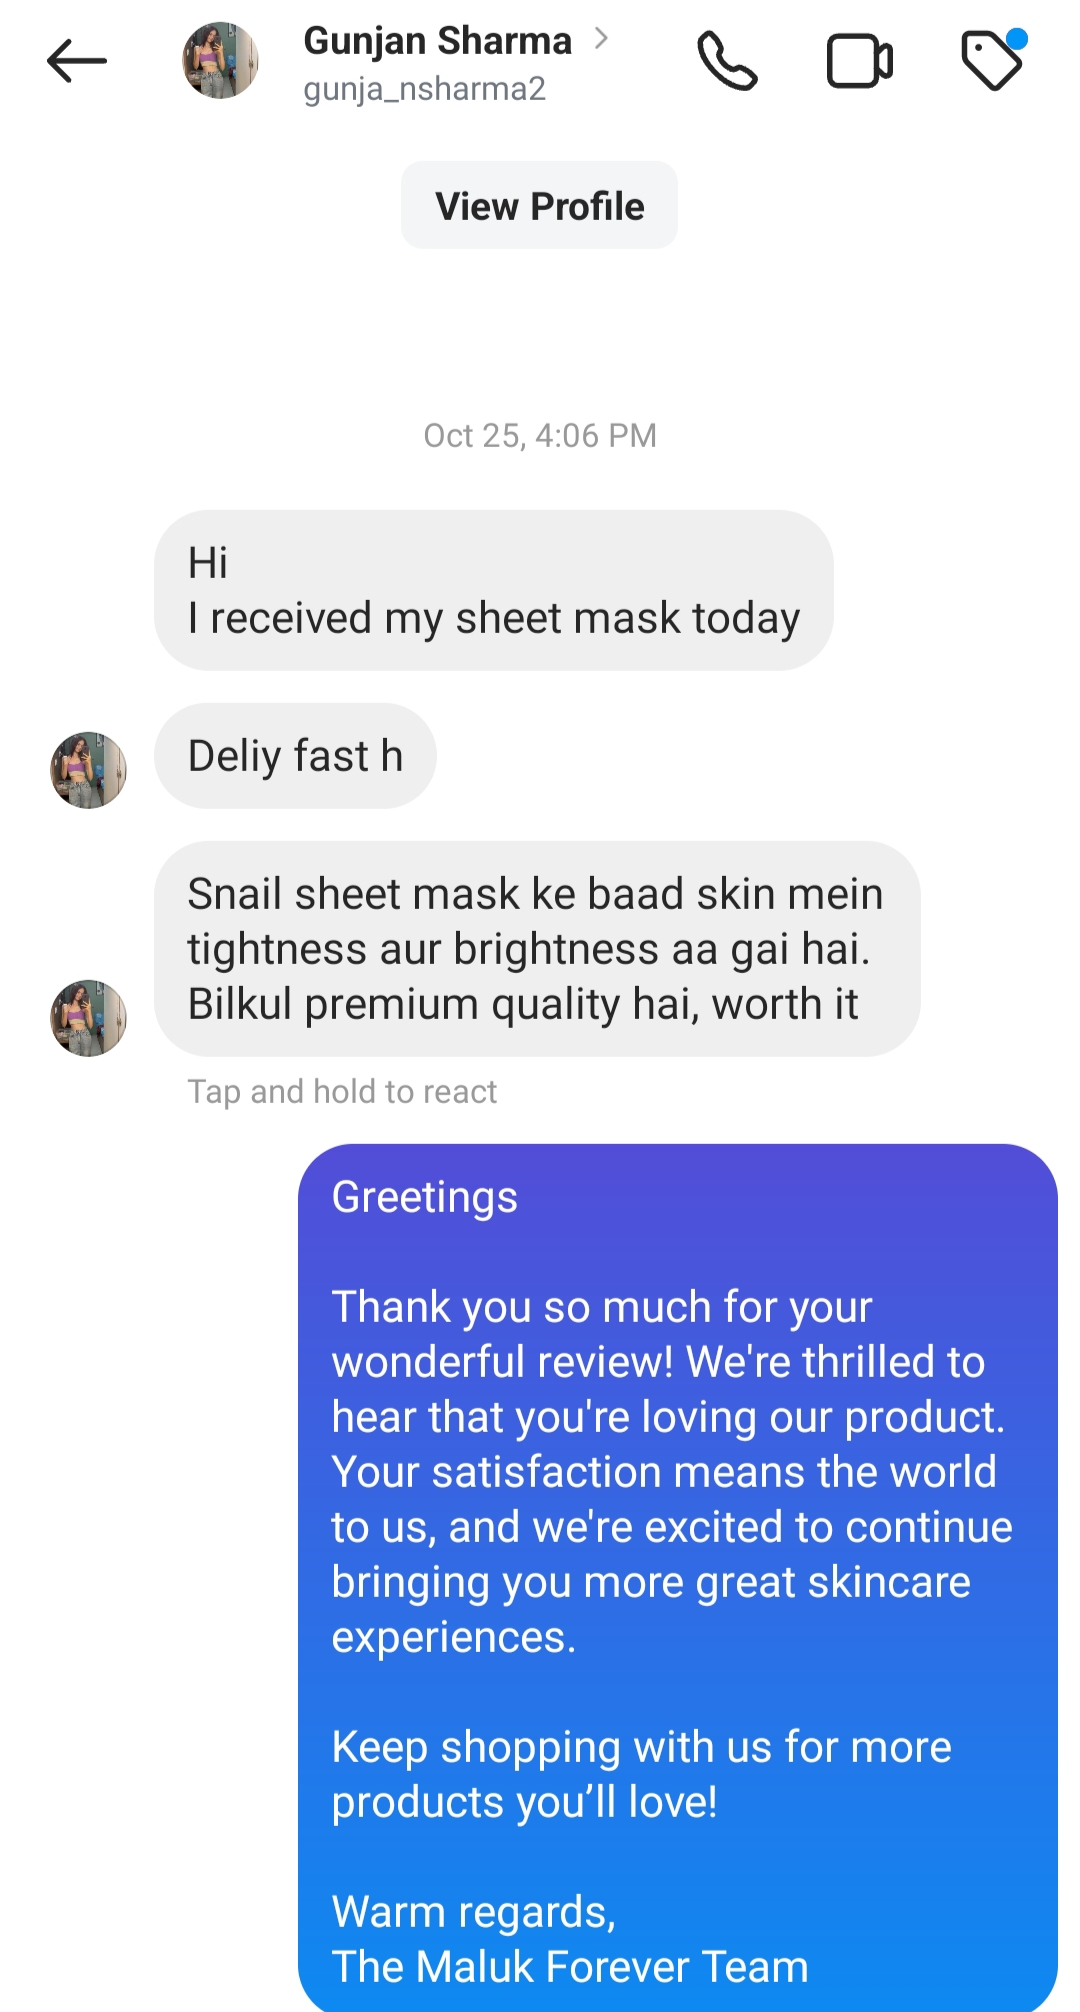 Gunjan Sharma
gunja_nsharma2
View Profile
Oct 25, 4:06 PM
Hi
I received my sheet mask today
Deliy fast h
Snail sheet mask ke baad skin mein
tightness aur brightness aa gai hai.
Bilkul premium quality hai, worth it
Tap and hold to react
Greetings
Thank you so much for your
wonderful review! We're thrilled to
hear that you're loving our product.
Your satisfaction means the world
to us, and we're excited to continue
bringing you more great skincare
experiences.
Keep shopping with us for more
products you’ll love!
Warm regards,
The Maluk Forever Team